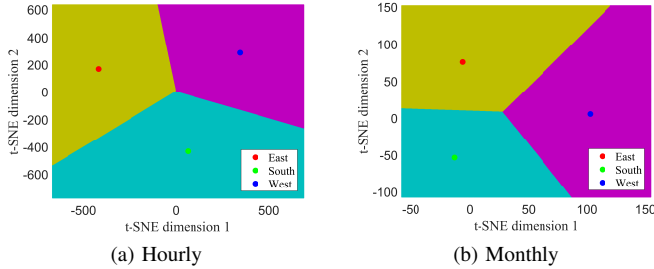 600
400
200
0
-200
-400
-600
t-SNE dimension 2
-500
0
500
t-SNE dimension 1
East
South
West
(a) Hourly
150
100
50
0
-50
-100
t-SNE dimension 2
-50
0
50
100
150
t-SNE dimension 1
East
South
West
(b) Monthly